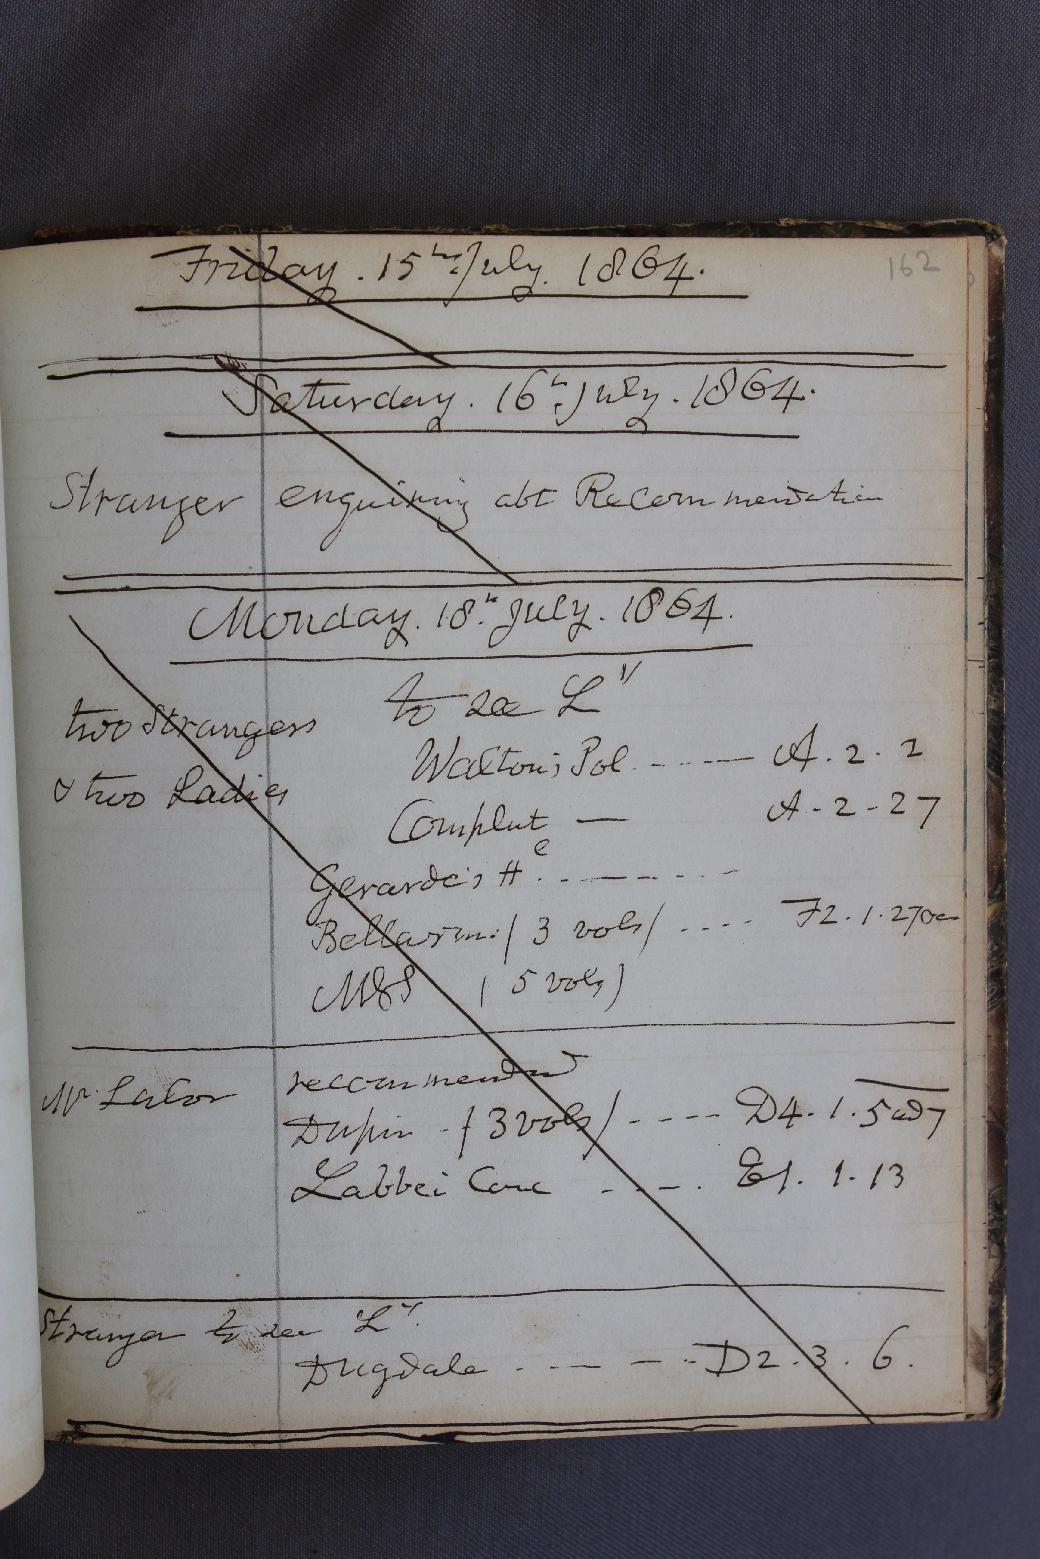 162
Friday. 15th July. 1864.
Saturday. 16th July. 1864.
Stranger enquiring abt Recommendation
Monday. 18th July. 1864.
two Strangers to see Ly
& two Ladies Walton's Pol. A. 2. 2
Complut A-2-27
Gerarde's He
Bellarm: (3 vols) F2. 1. 27
MSS (5 vols)
Mr Lalor recommended
Dupin (3 vols) D4. 1. 5 ad 7
Labbei Conc E1. 1. 13
Stranger to see Ly.
Dugdale D2. 3. 6.